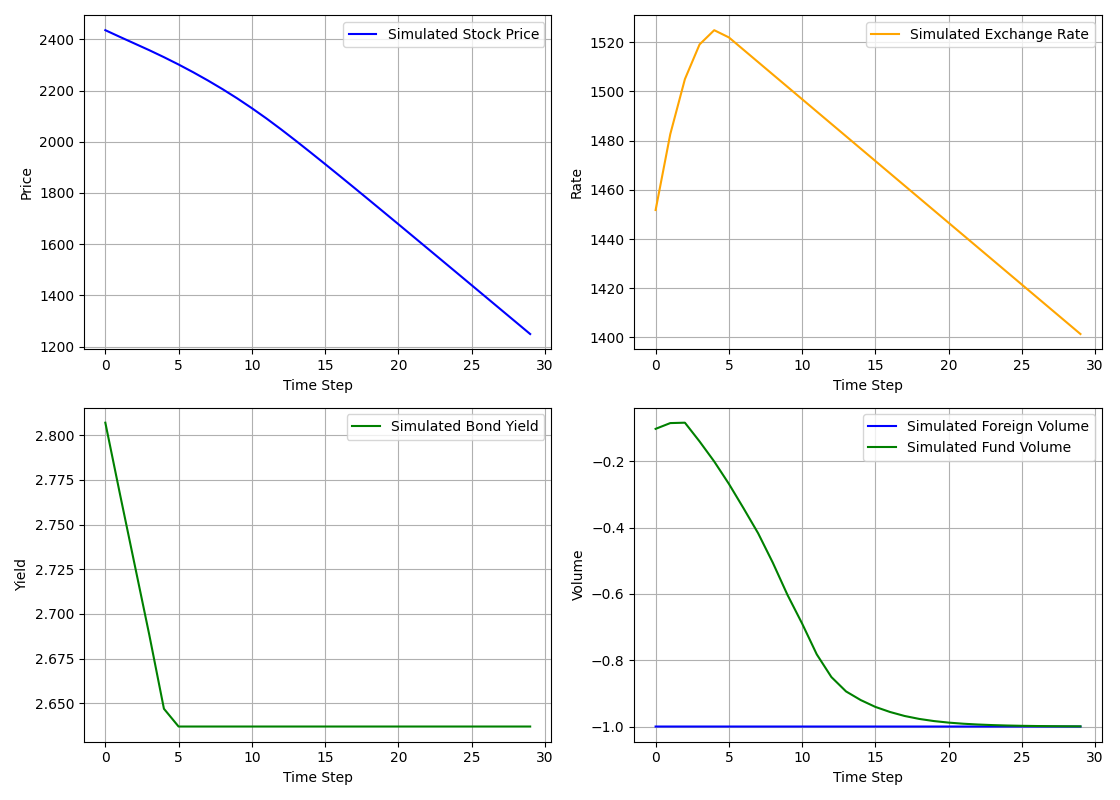 Simulated Stock Price
2400
2200
2000
1800
1600
1400
1200
Price
0 5 10 15 20 25 30
Time Step
Simulated Exchange Rate
1520
1500
1480
1460
1440
1420
1400
Rate
0 5 10 15 20 25 30
Time Step
Simulated Bond Yield
2.800
2.775
2.750
2.725
2.700
2.675
2.650
Yield
0 5 10 15 20 25 30
Time Step
Simulated Foreign Volume
Simulated Fund Volume
−0.2
−0.4
−0.6
−0.8
−1.0
Volume
0 5 10 15 20 25 30
Time Step